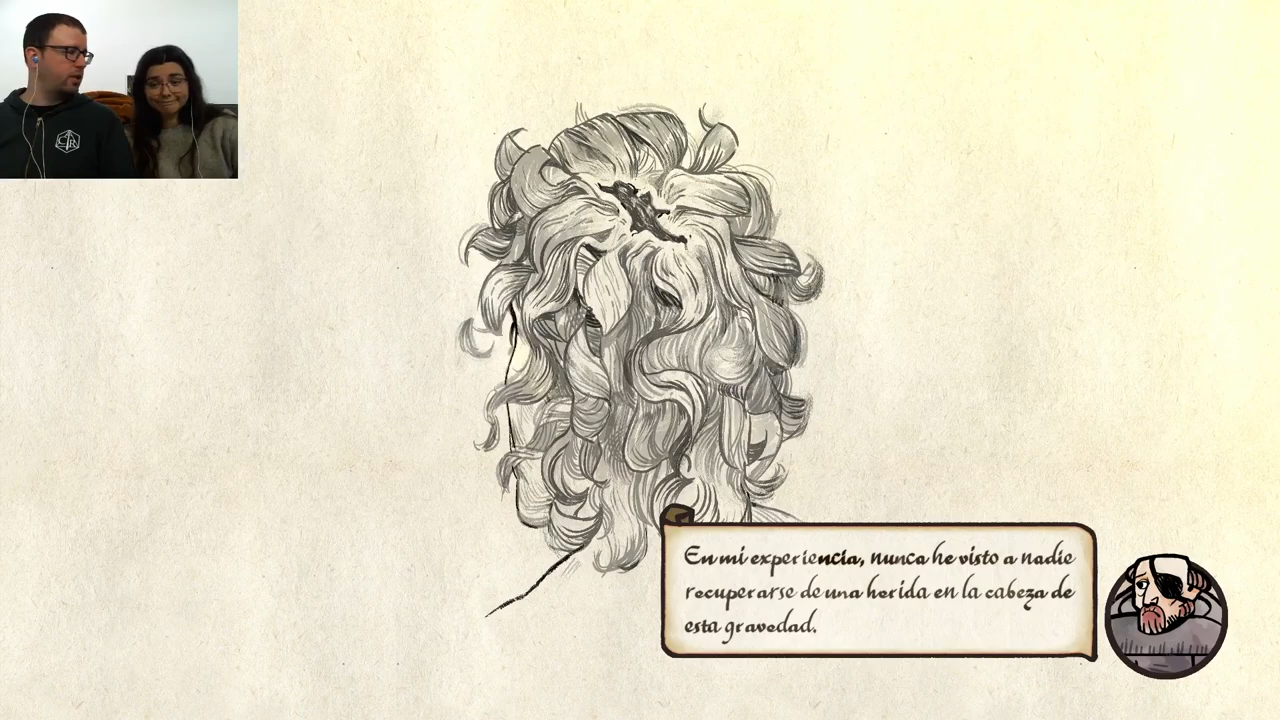 En mi experiencia, nunca he visto a nadie
recuperarse de una herida en la cabeza de
esta gravedad.